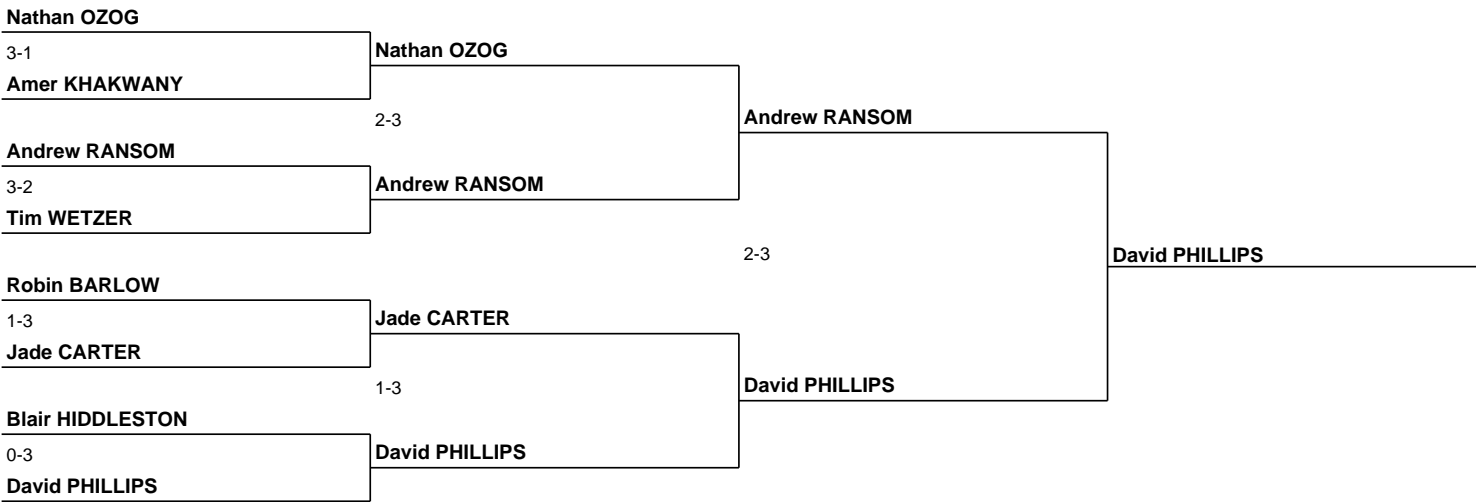 Nathan OZOG
3-1
Nathan OZOG
Amer KHAKWANY
2-3
Andrew RANSOM
Andrew RANSOM
3-2
Andrew RANSOM
Tim WETZER
2-3
David PHILLIPS
Robin BARLOW
1-3
Jade CARTER
Jade CARTER
1-3
David PHILLIPS
Blair HIDDLESTON
0-3
David PHILLIPS
David PHILLIPS